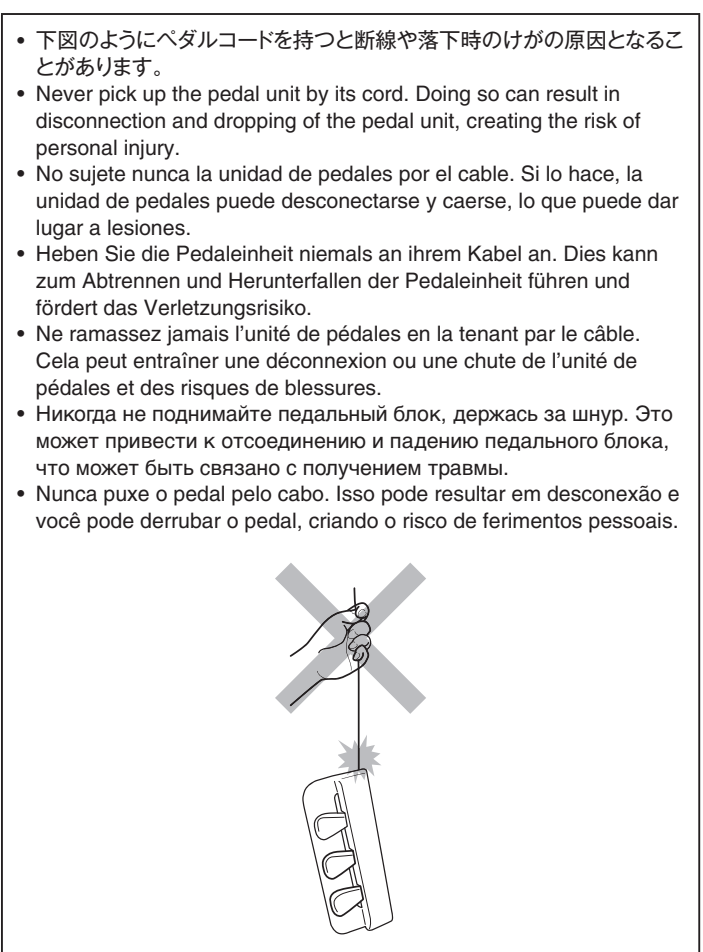 • 下図のようにペダルコードを持つと断線や落下時のけがの原因となるこ
とがあります。
• Never pick up the pedal unit by its cord. Doing so can result in
disconnection and dropping of the pedal unit, creating the risk of
personal injury.
• No sujete nunca la unidad de pedales por el cable. Si lo hace, la
unidad de pedales puede desconectarse y caerse, lo que puede dar
lugar a lesiones.
• Heben Sie die Pedaleinheit niemals an ihrem Kabel an. Dies kann
zum Abtrennen und Herunterfallen der Pedaleinheit führen und
fördert das Verletzungsrisiko.
• Ne ramassez jamais l’unité de pédales en la tenant par le câble.
Cela peut entraîner une déconnexion ou une chute de l’unité de
pédales et des risques de blessures.
• Никогда не поднимайте педальный блок, держась за шнур. Это
может привести к отсоединению и падению педального блока,
что может быть связано с получением травмы.
• Nunca puxe o pedal pelo cabo. Isso pode resultar em desconexão e
você pode derrubar o pedal, criando o risco de ferimentos pessoais.